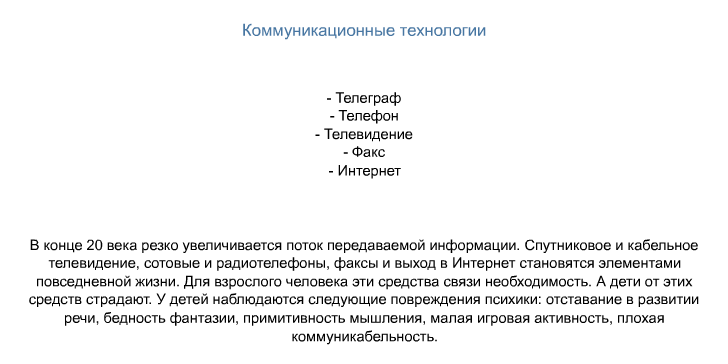 Коммуникационные технологии
- Телеграф
- Телефон
- Телевидение
- Факс
- Интернет
В конце 20 века резко увеличивается поток передаваемой информации. Спутниковое и кабельное
телевидение, сотовые и радиотелефоны, факсы и выход в Интернет становятся элементами
повседневной жизни. Для взрослого человека эти средства связи необходимость. А дети от этих
средств страдают. У детей наблюдаются следующие повреждения психики: отставание в развитии
речи, бедность фантазии, примитивность мышления, малая игровая активность, плохая
коммуникабельность.